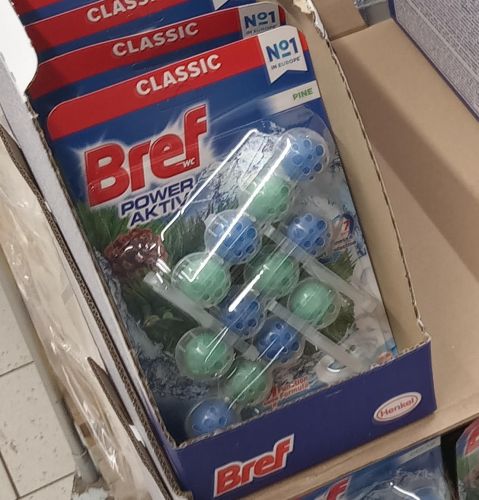 CLASSIC
CLASSIC
Nº1
IN EUROPE
CLASSIC
Nº1
IN EUROPE
PINE
Bref
WC
POWER
AKTIV
Henkel
Bref